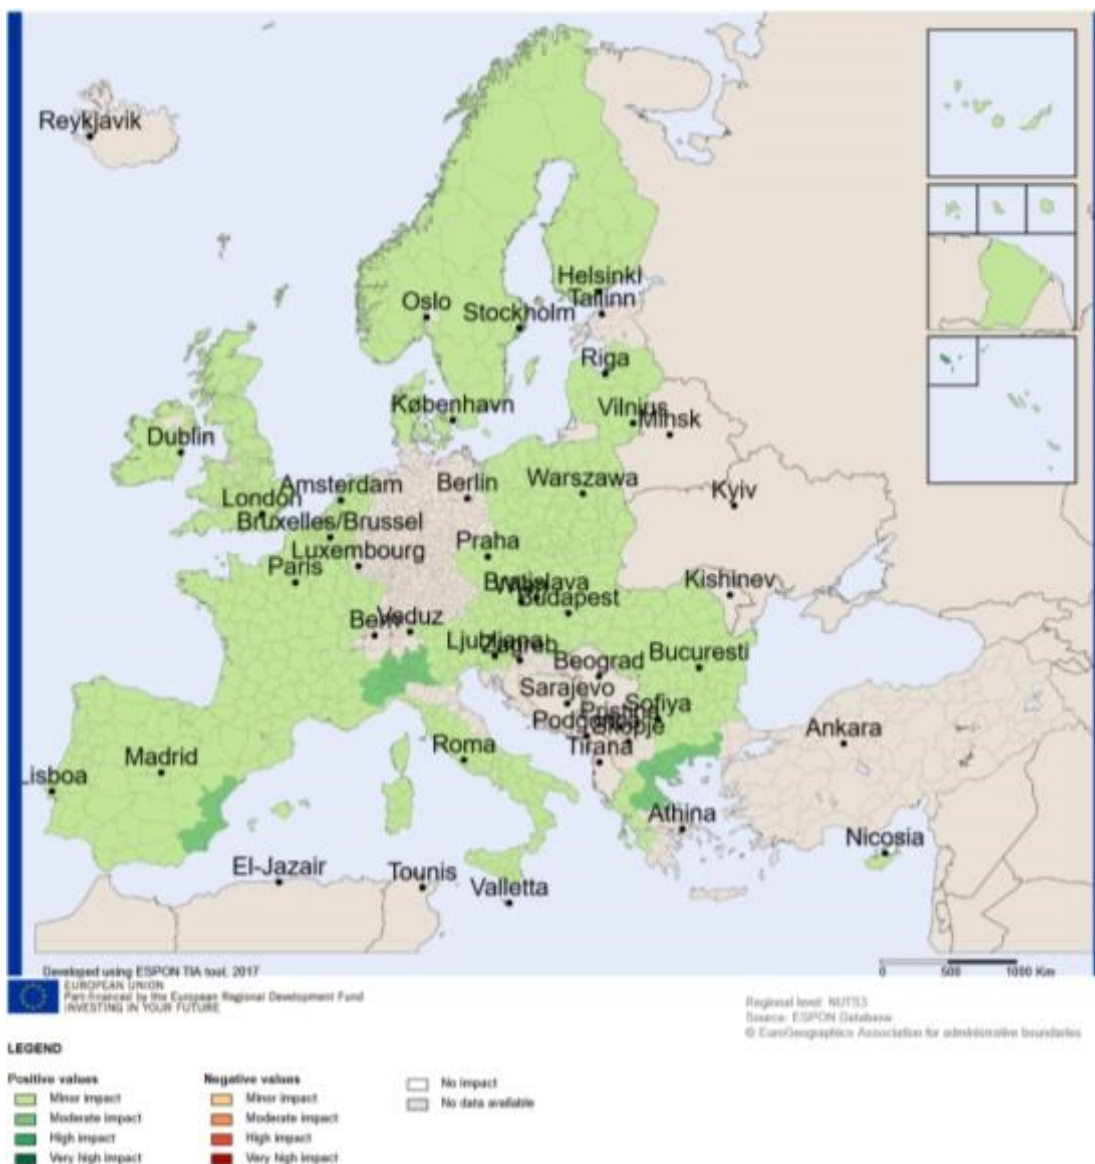 Reykjavik
Helsinki
Tallinn
Oslo
Stockholm
Riga
København
Vilnius
Minsk
Dublin
Amsterdam
Berlin
Warszawa
London
Kyiv
Bruxelles/Brussel
Luxembourg
Praha
Paris
Bratislava
Wien
Kishinev
Budapest
Bern
Vaduz
Ljubljana
Zagreb
Beograd
Bucuresti
Sarajevo
Sofiya
Podgorica
Skopje
Roma
Tirana
Ankara
Madrid
Lisboa
Athina
Nicosia
El-Jazair
Tounis
Valletta
Developed using ESPON TIA tool, 2017
0 500 1000 Km
EUROPEAN UNION
Part-financed by the European Regional Development Fund
INVESTING IN YOUR FUTURE
Regional level: NUTS3
Source: ESPON Database
© EuroGeographics Association for administrative boundaries
LEGEND
Positive values
Minor impact
Moderate impact
High impact
Very high impact
Negative values
Minor impact
Moderate impact
High impact
Very high impact
No impact
No data available